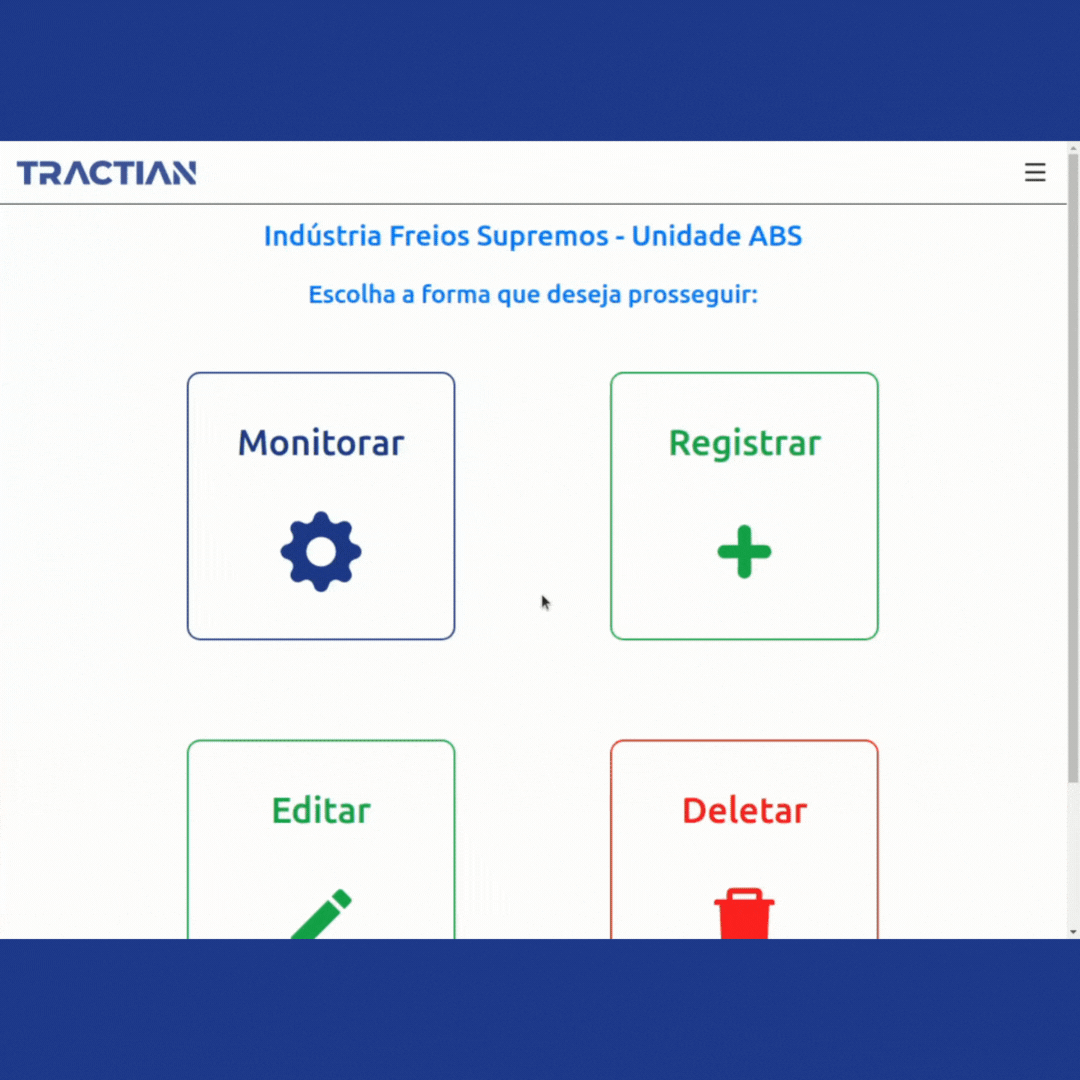 TRACTIAN
Indústria Freios Supremos - Unidade ABS
Escolha a forma que deseja prosseguir:
Monitorar
Registrar
Editar
Deletar